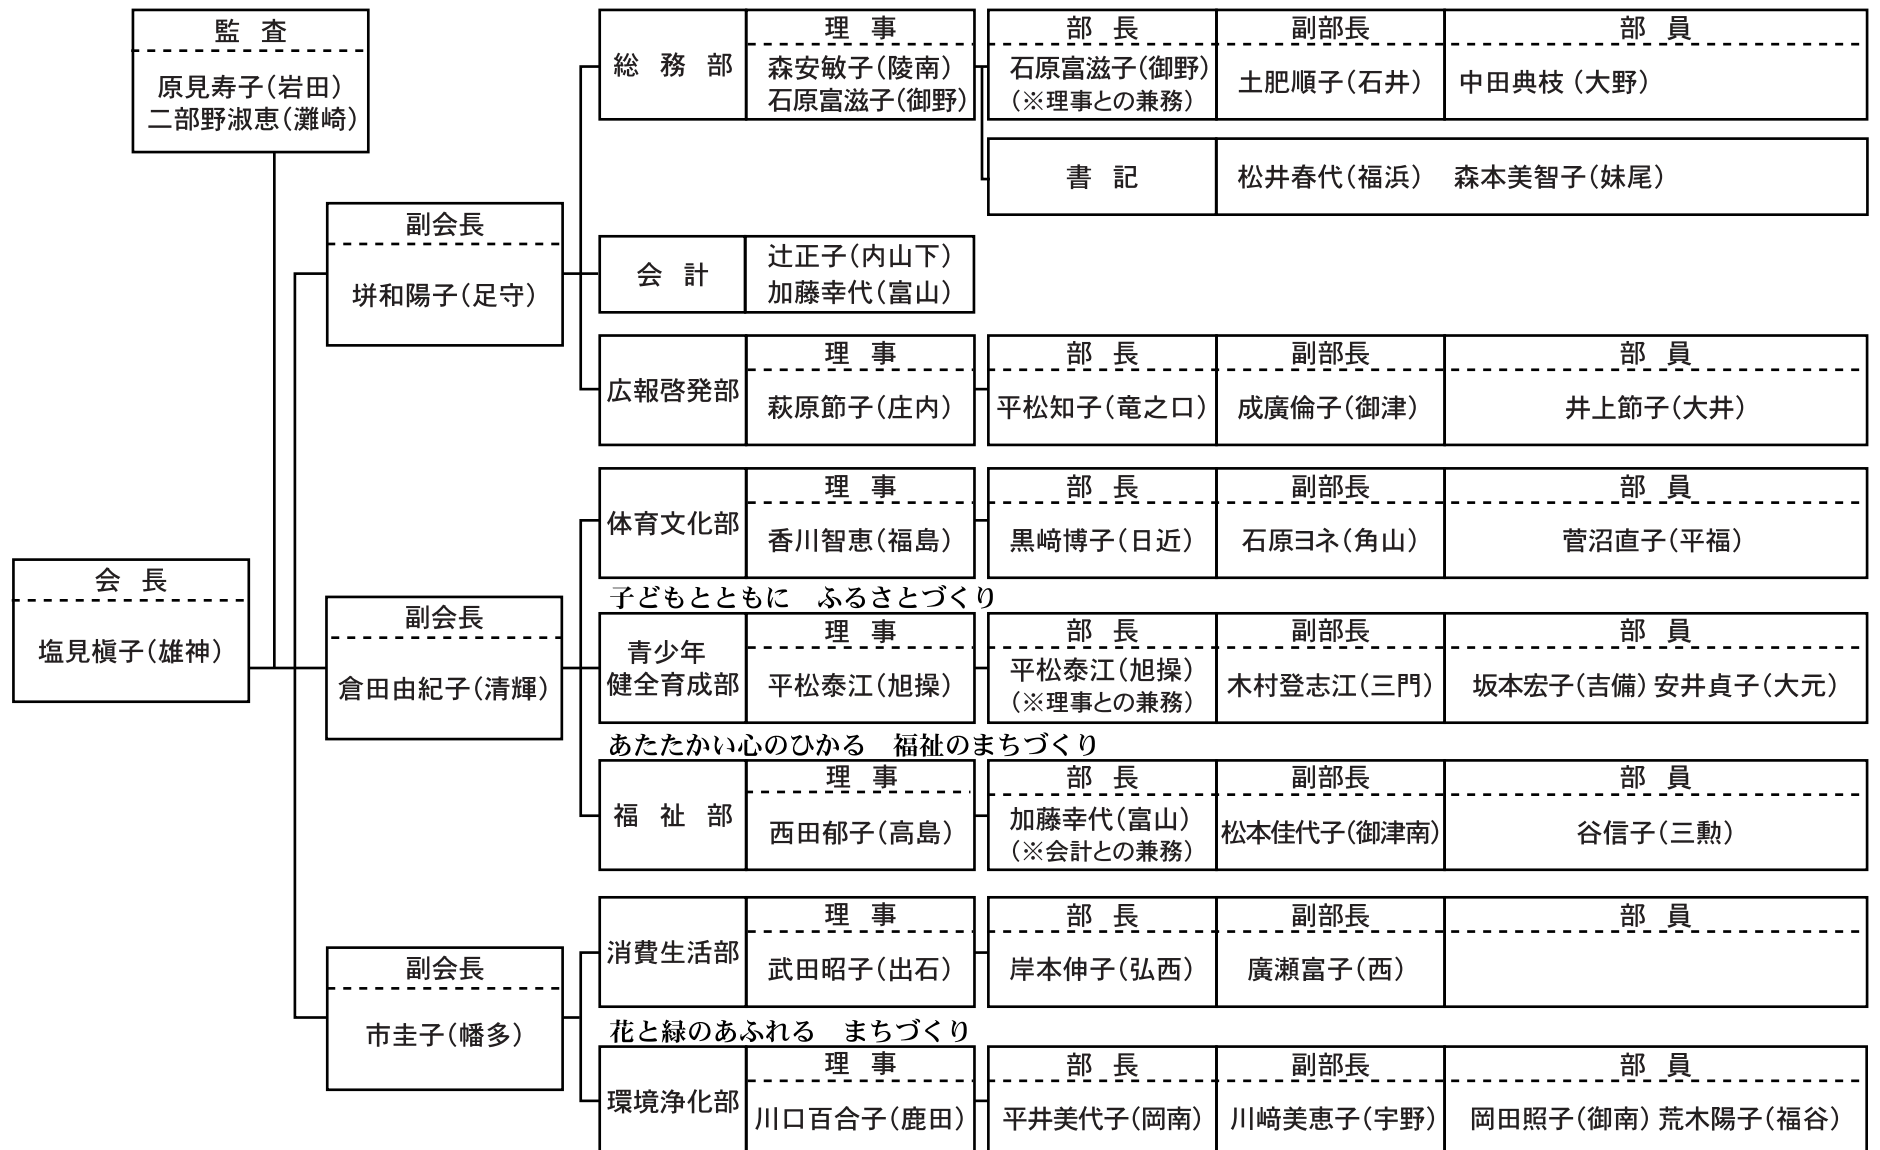 監 査
原見寿子（岩田）
二部野淑恵（灘崎）
会 長
塩見槇子（雄神）
副会長
垪和陽子（足守）
総 務 部
理 事
森安敏子（陵南）
石原富滋子（御野）
部 長
石原富滋子（御野）
（※理事との兼務）
副部長
土肥順子（石井）
部 員
中田典枝（大野）
書 記
松井春代（福浜） 森本美智子（妹尾）
会 計
辻正子（内山下）
加藤幸代（富山）
広報啓発部
理 事
萩原節子（庄内）
部 長
平松知子（竜之口）
副部長
成廣倫子（御津）
部 員
井上節子（大井）
副会長
倉田由紀子（清輝）
体育文化部
理 事
香川智恵（福島）
部 長
黒﨑博子（日近）
副部長
石原ヨネ（角山）
部 員
菅沼直子（平福）
子どもとともに ふるさとづくり
青少年
健全育成部
理 事
平松泰江（旭操）
部 長
平松泰江（旭操）
（※理事との兼務）
副部長
木村登志江（三門）
部 員
坂本宏子（吉備）安井貞子（大元）
あたたかい心のひかる 福祉のまちづくり
福 祉 部
理 事
西田郁子（高島）
部 長
加藤幸代（富山）
（※会計との兼務）
副部長
松本佳代子（御津南）
部 員
谷信子（三勲）
副会長
市圭子（幡多）
消費生活部
理 事
武田昭子（出石）
部 長
岸本伸子（弘西）
副部長
廣瀬富子（西）
部 員
花と緑のあふれる まちづくり
環境浄化部
理 事
川口百合子（鹿田）
部 長
平井美代子（岡南）
副部長
川﨑美恵子（宇野）
部 員
岡田照子（御南）荒木陽子（福谷）